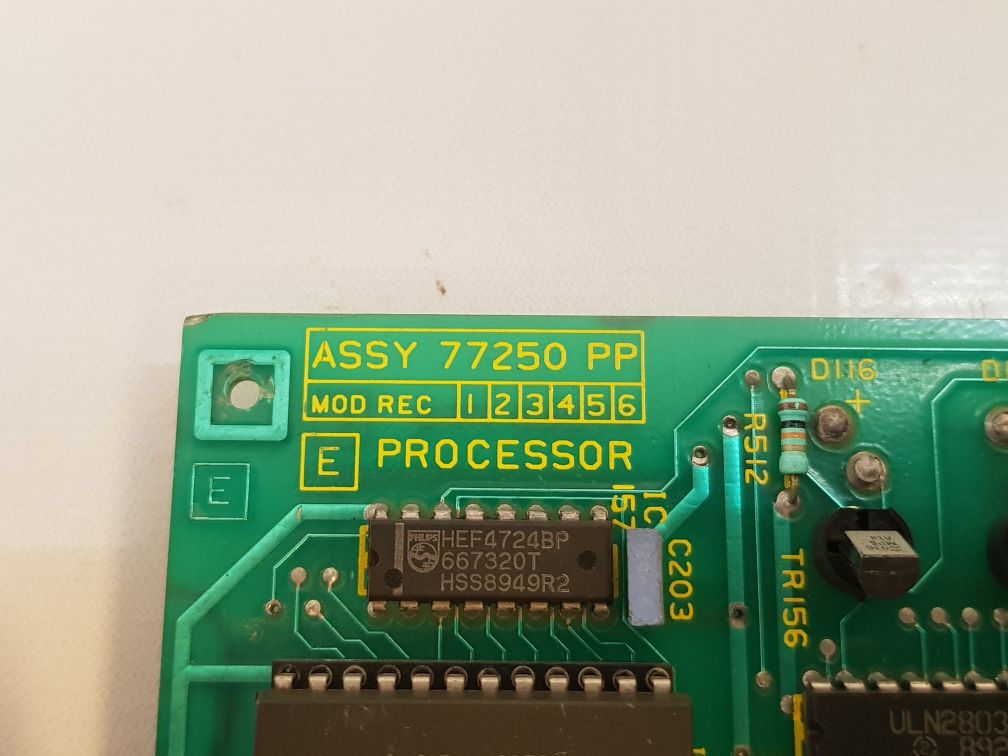 ASSY 77250 PP
MOD REC 1 2 3 4 5 6
E PROCESSOR
E
D116
+
R512
IC
157
PHILIPS
HEF4724BP
667320T
HSS8949R2
C203
TR156
ULN2803